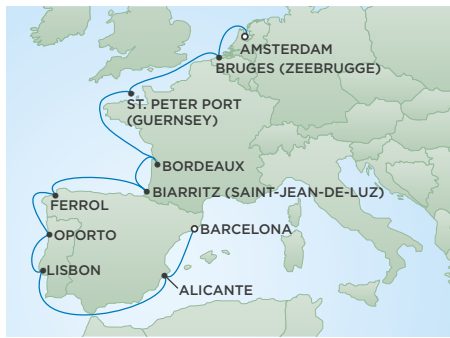 AMSTERDAM
BRUGES (ZEEBRUGGE)
ST. PETER PORT
(GUERNSEY)
BORDEAUX
BIARRITZ (SAINT-JEAN-DE-LUZ)
FERROL
BARCELONA
OPORTO
LISBON
ALICANTE